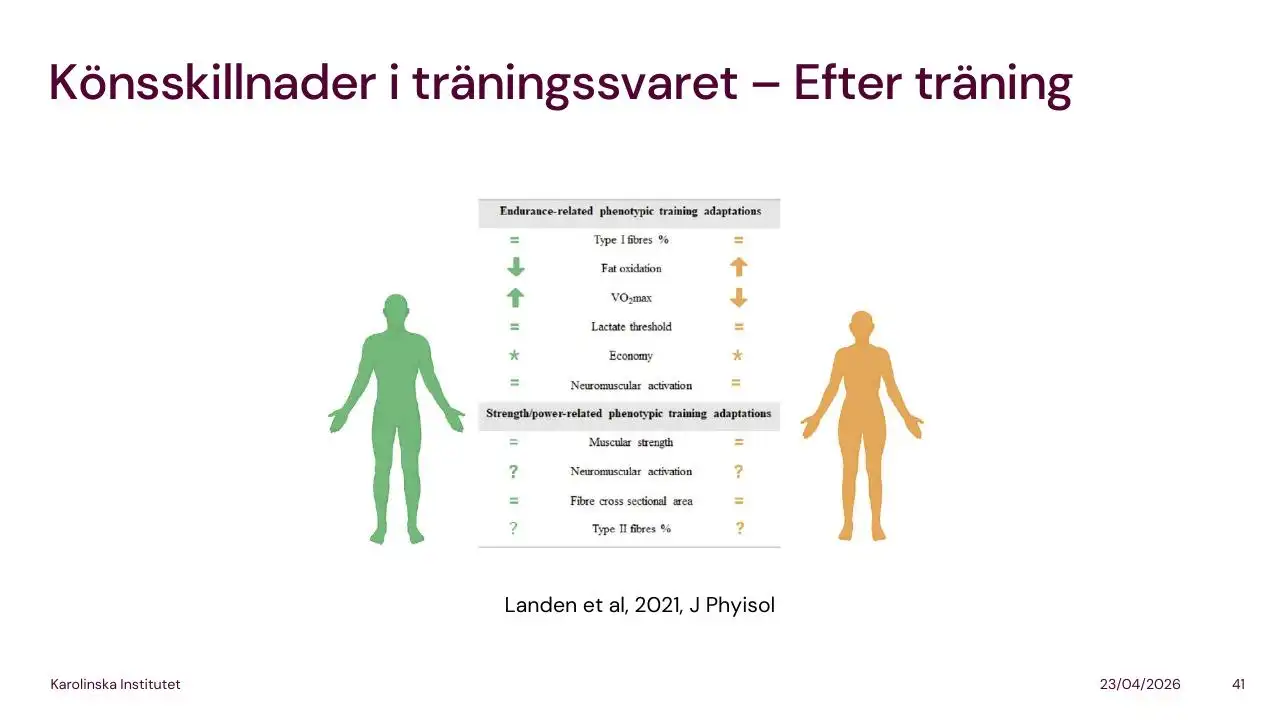 Könsskillnader i träningssvaret – Efter träning
Endurance-related phenotypic training adaptations
= Type I fibres % =
↓ Fat oxidation ↑
↑ VO₂max ↓
= Lactate threshold =
* Economy *
= Neuromuscular activation =
Strength/power-related phenotypic training adaptations
= Muscular strength =
? Neuromuscular activation ?
= Fibre cross sectional area =
? Type II fibres % ?
Landen et al, 2021, J Phyisol
Karolinska Institutet 23/04/2026 41